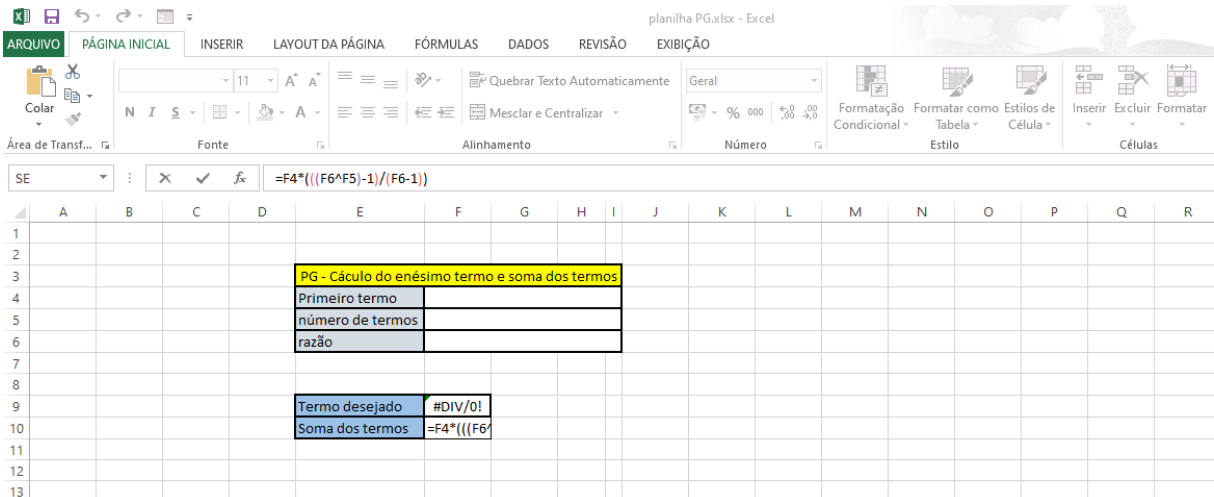 planilha PG.xlsx - Excel
ARQUIVO PÁGINA INICIAL INSERIR LAYOUT DA PÁGINA FÓRMULAS DADOS REVISÃO EXIBIÇÃO
11 A A Quebrar Texto Automaticamente Geral
Colar N I S A Mesclar e Centralizar % 000 ,00 ,0 Formatação Condicional Formatar como Tabela Estilos de Célula Inserir Excluir Formatar
Área de Transf... Fonte Alinhamento Número Estilo Células
SE fx =F4*(((F6^F5)-1)/(F6-1))
A B C D E F G H I J K L M N O P Q R
1
2
3 PG - Cáculo do enésimo termo e soma dos termos
4 Primeiro termo
5 número de termos
6 razão
7
8
9 Termo desejado #DIV/0!
10 Soma dos termos =F4*(((F6^
11
12
13